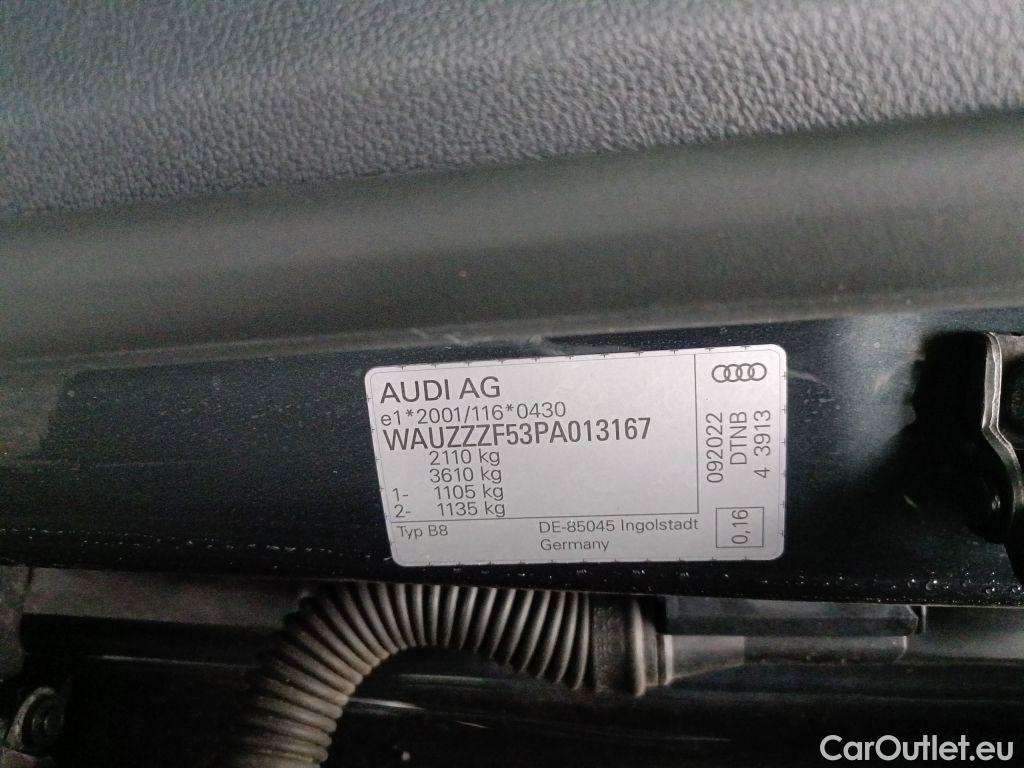 AUDI AG
e1*2001/116*0430
WAUZZZF53PA013167
2110 kg
3610 kg
1- 1105 kg
2- 1135 kg
Typ B8
DE-85045 Ingolstadt
Germany
092022
DTNB
4 3913
0,16
CarOutlet.eu